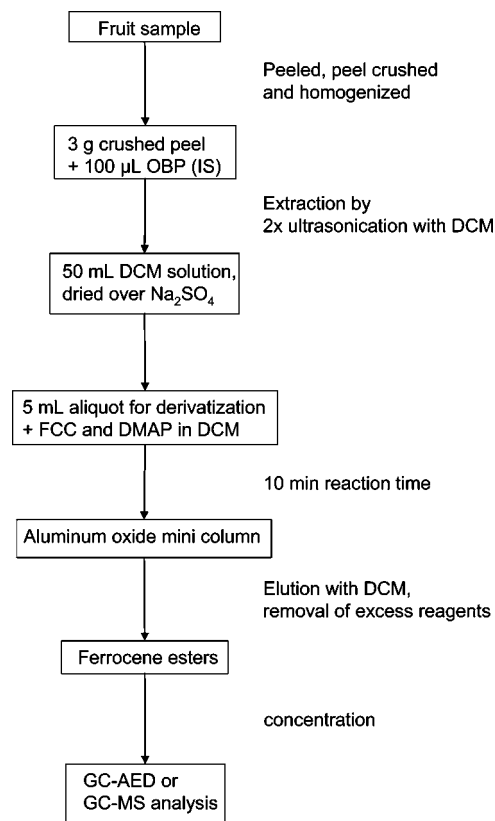 Fruit sample
Peeled, peel crushed
and homogenized
3 g crushed peel
+ 100 µL OBP (IS)
Extraction by
2x ultrasonication with DCM
50 mL DCM solution,
dried over Na₂SO₄
5 mL aliquot for derivatization
+ FCC and DMAP in DCM
10 min reaction time
Aluminum oxide mini column
Elution with DCM,
removal of excess reagents
Ferrocene esters
concentration
GC-AED or
GC-MS analysis